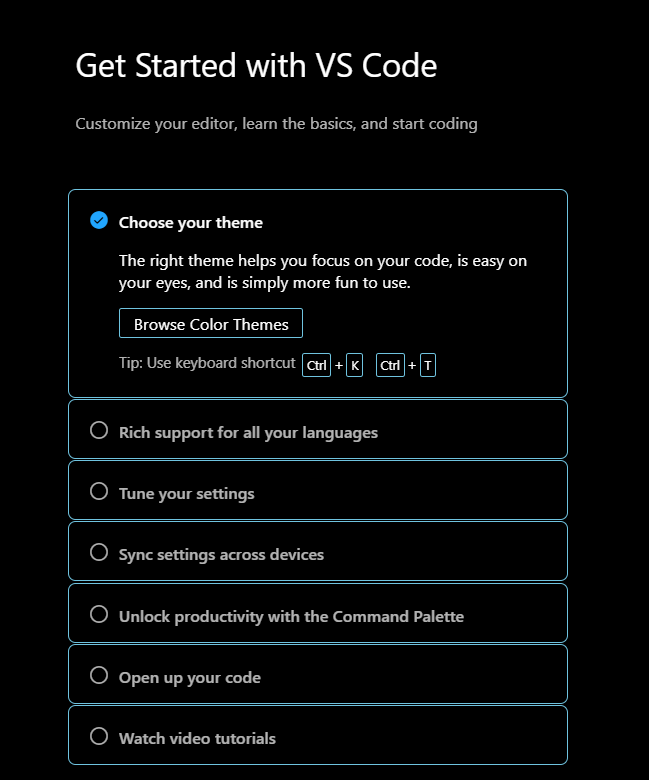 Get Started with VS Code
Customize your editor, learn the basics, and start coding
Choose your theme
The right theme helps you focus on your code, is easy on
your eyes, and is simply more fun to use.
Browse Color Themes
Tip: Use keyboard shortcut Ctrl + K Ctrl + T
Rich support for all your languages
Tune your settings
Sync settings across devices
Unlock productivity with the Command Palette
Open up your code
Watch video tutorials